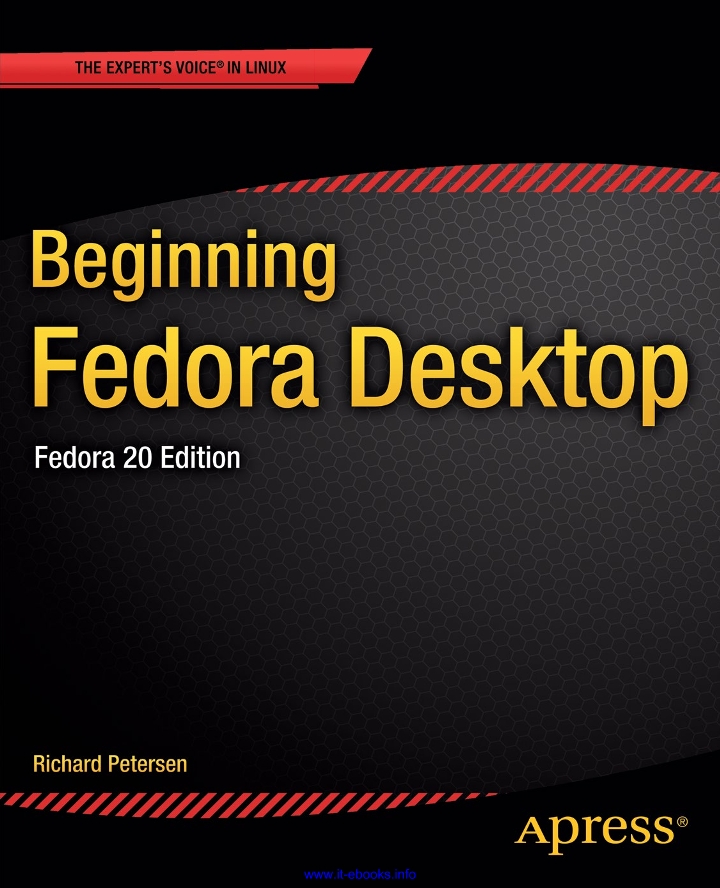 THE EXPERT'S VOICE® IN LINUX
Beginning
Fedora Desktop
Fedora 20 Edition
Richard Petersen
Apress®
www.it-ebooks.info